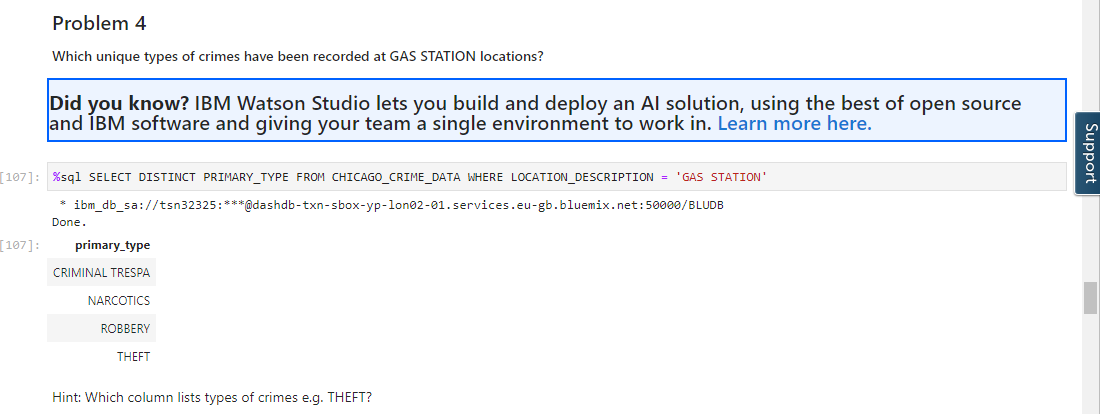 Problem 4
Which unique types of crimes have been recorded at GAS STATION locations?
Did you know? IBM Watson Studio lets you build and deploy an AI solution, using the best of open source
and IBM software and giving your team a single environment to work in. Learn more here.
Support
[107]: %sql SELECT DISTINCT PRIMARY_TYPE FROM CHICAGO_CRIME_DATA WHERE LOCATION_DESCRIPTION = 'GAS STATION'
* ibm_db_sa://tsn32325:***@dashdb-txn-sbox-yp-lon02-01.services.eu-gb.bluemix.net:50000/BLUDB
Done.
[107]: primary_type
CRIMINAL TRESPA
NARCOTICS
ROBBERY
THEFT
Hint: Which column lists types of crimes e.g. THEFT?